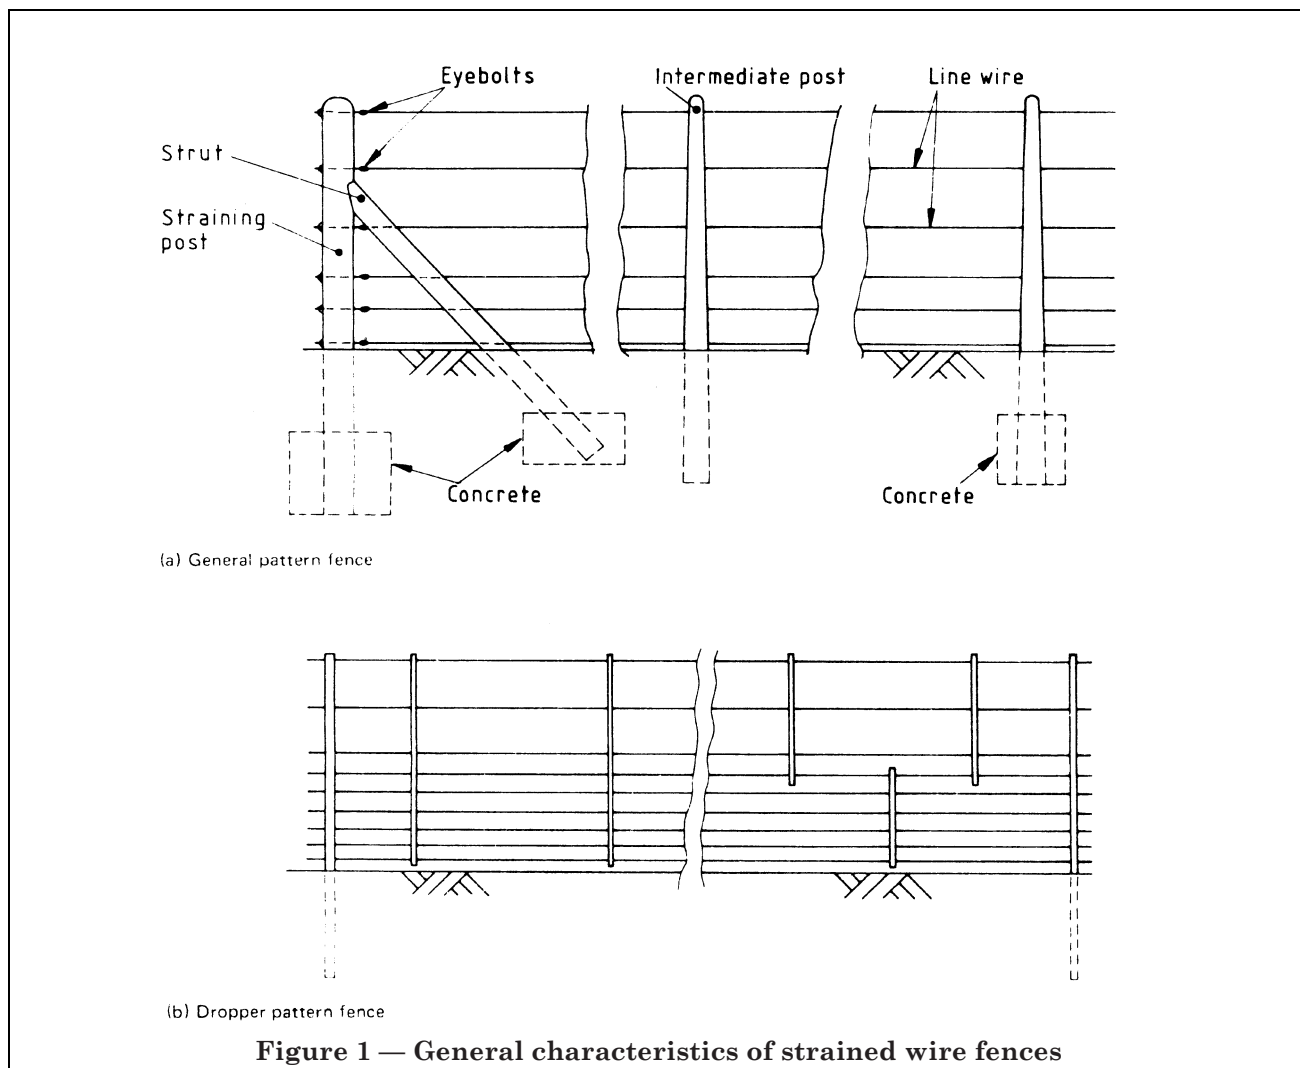 Eyebolts
Intermediate post
Line wire
Strut
Straining
post
Concrete
Concrete
(a) General pattern fence
(b) Dropper pattern fence
Figure 1 — General characteristics of strained wire fences